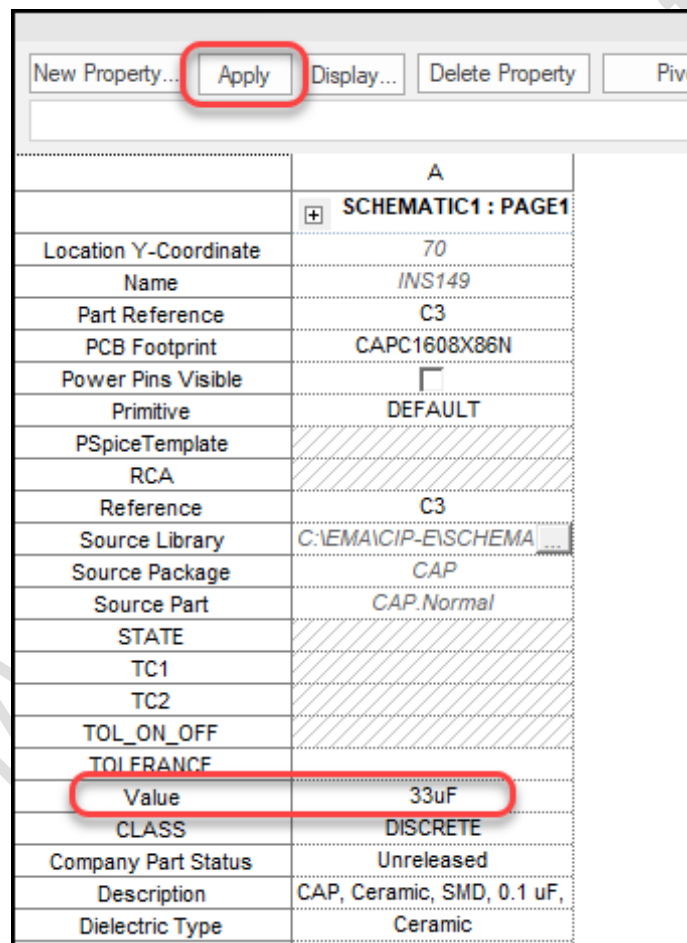 New Property... Apply Display... Delete Property
A
SCHEMATIC1 : PAGE1
Location Y-Coordinate 70
Name INS149
Part Reference C3
PCB Footprint CAPC1608X86N
Power Pins Visible
Primitive DEFAULT
PSpiceTemplate
RCA
Reference C3
Source Library C:\EMA\CIP-E\SCHEMA ...
Source Package CAP
Source Part CAP.Normal
STATE
TC1
TC2
TOL_ON_OFF
TOLERANCE
Value 33uF
CLASS DISCRETE
Company Part Status Unreleased
Description CAP, Ceramic, SMD, 0.1 uF,
Dielectric Type Ceramic